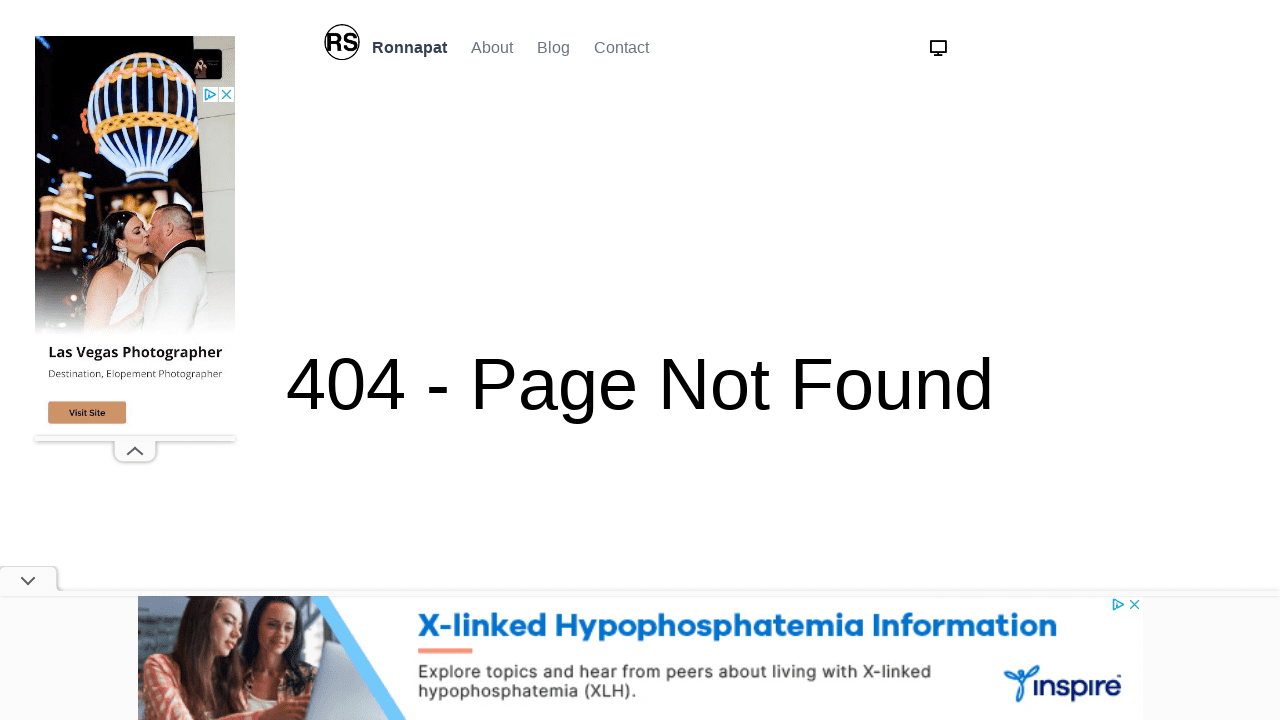 RS Ronnapat About Blog Contact
Las Vegas Photographer
Destination, Elopement Photographer
Visit Site
404 - Page Not Found
X-linked Hypophosphatemia Information
Explore topics and hear from peers about living with X-linked
hypophosphatemia (XLH).
inspire